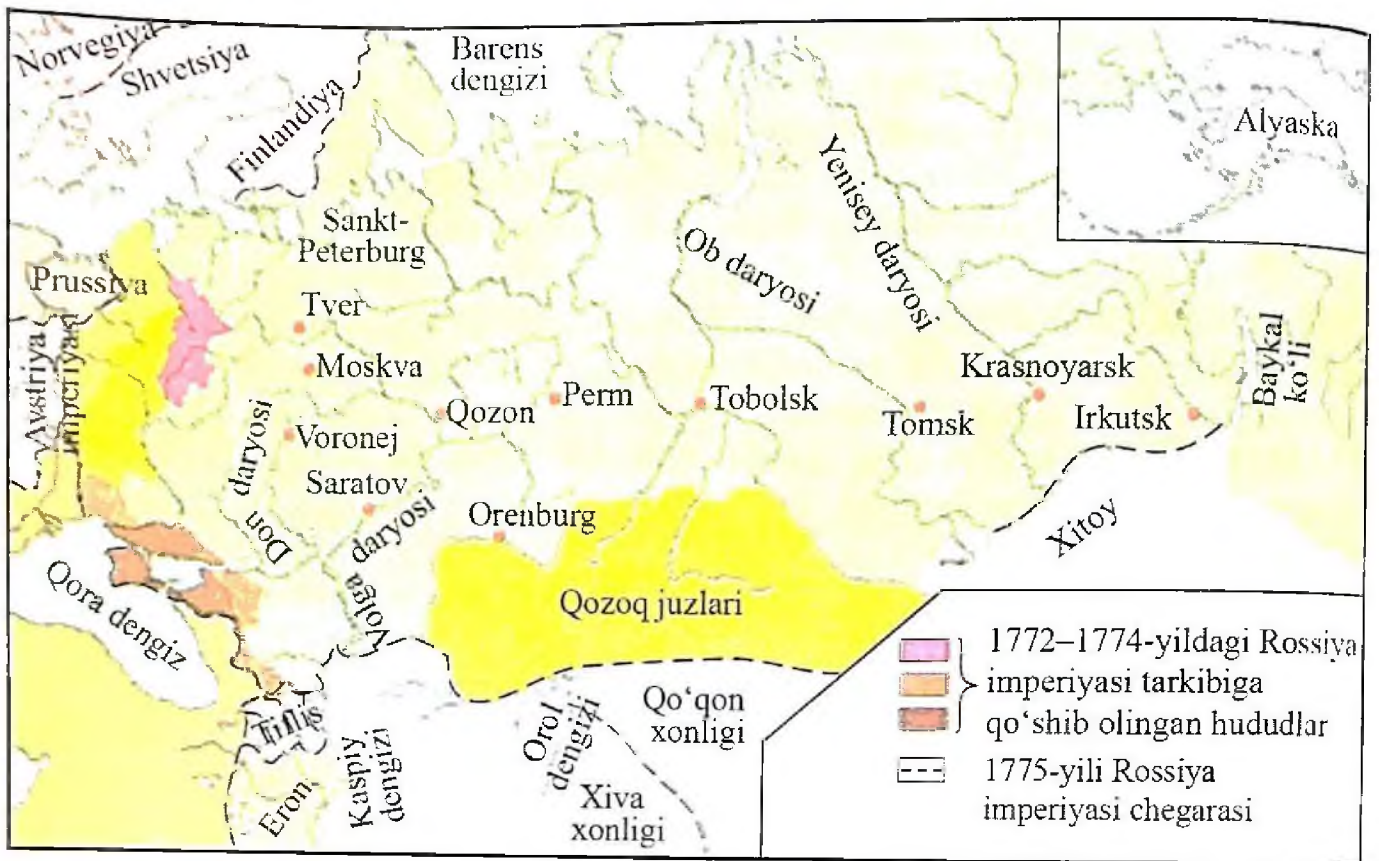 Norvegiya
Shvetsiya
Finlandiya
Barens
dengizi
Alyaska
Yenisey daryosi
Ob daryosi
Sankt-
Peterburg
Prussiya
Tver
Moskva
Avstriya
imperiyasi
Don
daryosi
Voronej
Saratov
Qozon
Perm
Tobolsk
Tomsk
Krasnoyarsk
Irkutsk
Baykal
ko‘li
Volga
daryosi
Orenburg
Xitoy
Qora dengiz
Qozoq juzlari
Tiflis
Eron
Kaspiy
dengizi
Orol
dengizi
Qo‘qon
xonligi
Xiva
xonligi
1772–1774-yildagi Rossiya
imperiyasi tarkibiga
qo‘shib olingan hududlar
1775-yili Rossiya
imperiyasi chegarasi